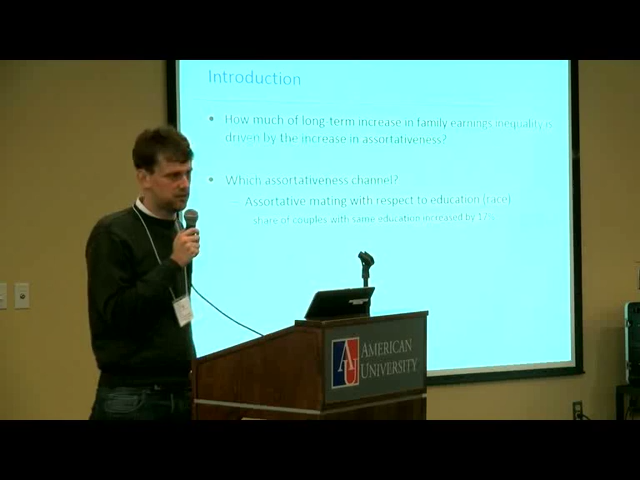 Introduction
• How much of long-term increase in family earnings inequality is
driven by the increase in assortativeness?
• Which assortativeness channel?
– Assortative mating with respect to education (race)
share of couples with same education increased by 12%
AU
AMERICAN
UNIVERSITY